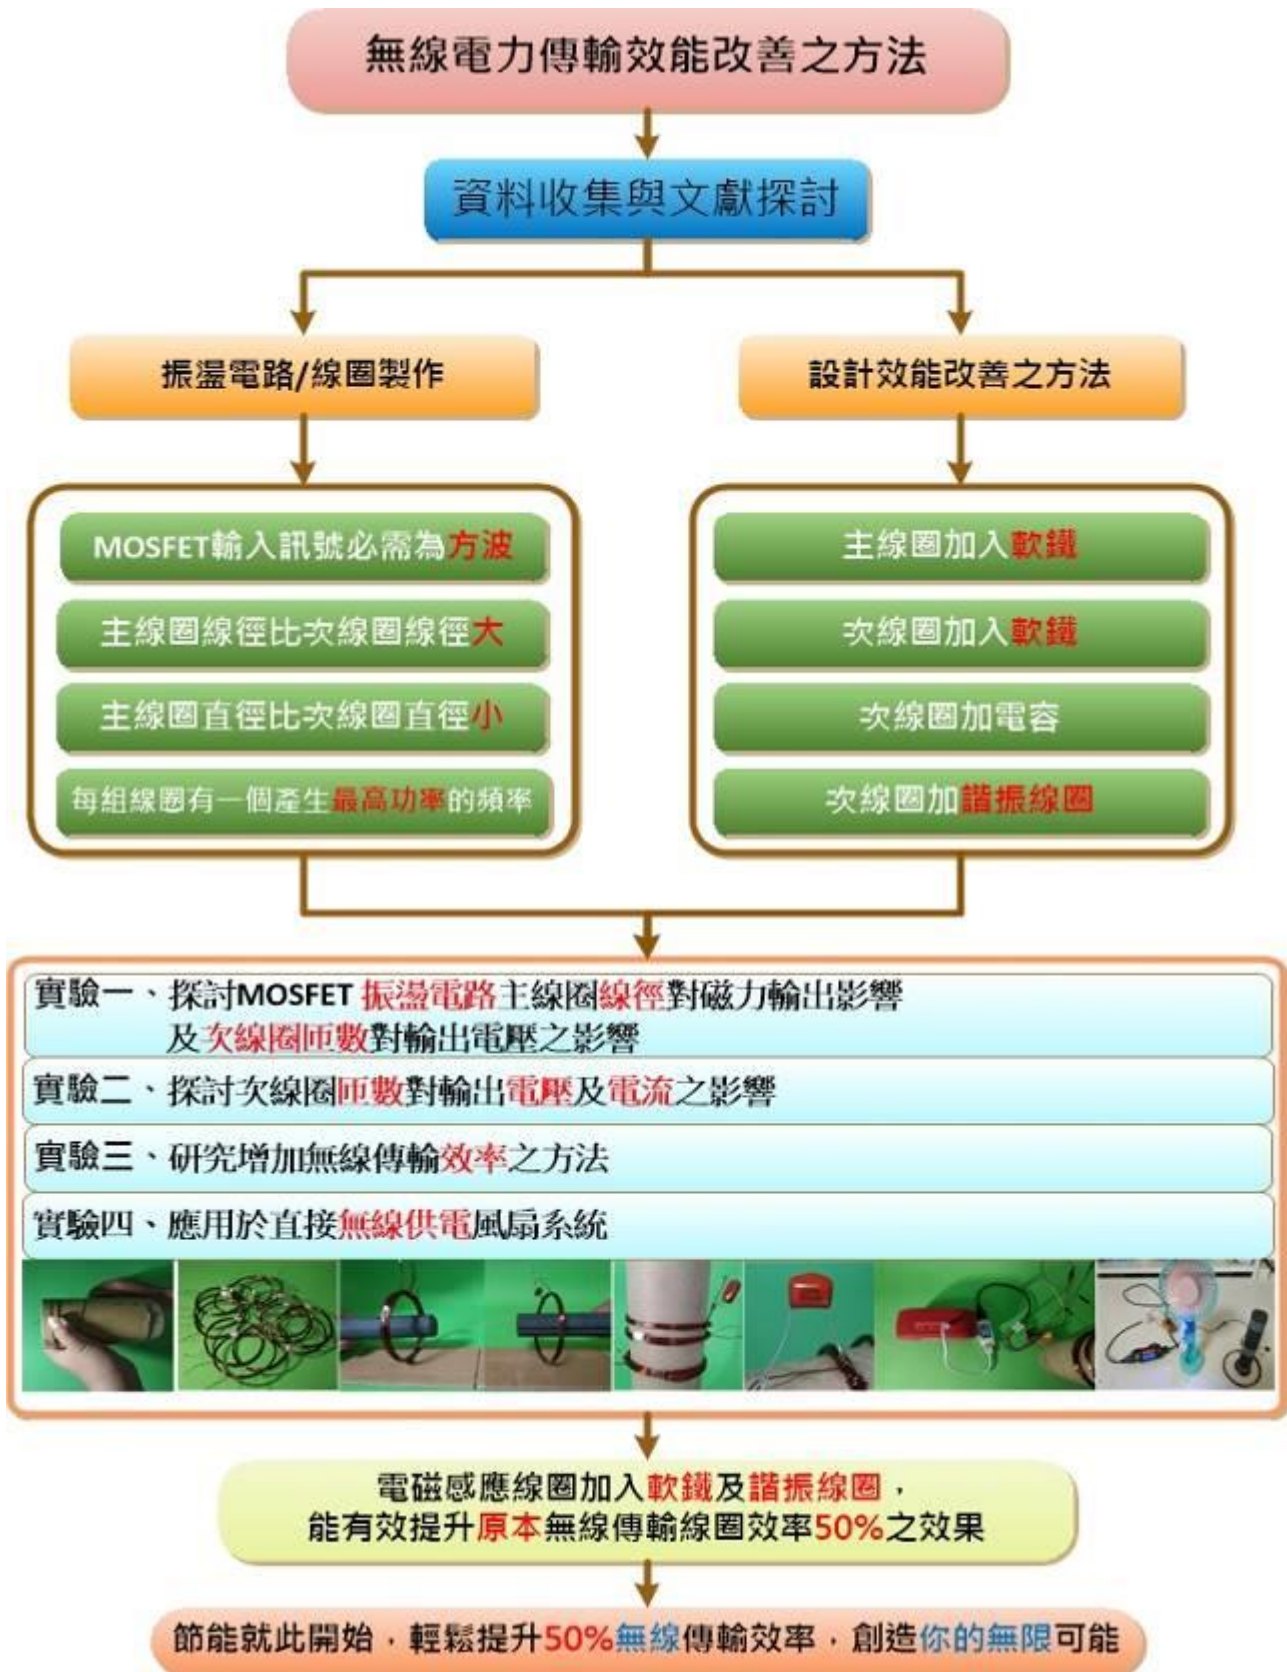 無線電力傳輸效能改善之方法
資料收集與文獻探討
振盪電路/線圈製作
MOSFET輸入訊號必需為方波
主線圈線徑比次線圈線徑大
主線圈直徑比次線圈直徑小
每組線圈有一個產生最高功率的頻率
設計效能改善之方法
主線圈加入軟鐵
次線圈加入軟鐵
次線圈加電容
次線圈加諧振線圈
實驗一、探討MOSFET 振盪電路主線圈線徑對磁力輸出影響
及次線圈匝數對輸出電壓之影響
實驗二、探討次線圈匝數對輸出電壓及電流之影響
實驗三、研究增加無線傳輸效率之方法
實驗四、應用於直接無線供電風扇系統
電磁感應線圈加入軟鐵及諧振線圈，
能有效提升原本無線傳輸線圈效率50%之效果
節能就此開始，輕鬆提升50%無線傳輸效率，創造你的無限可能